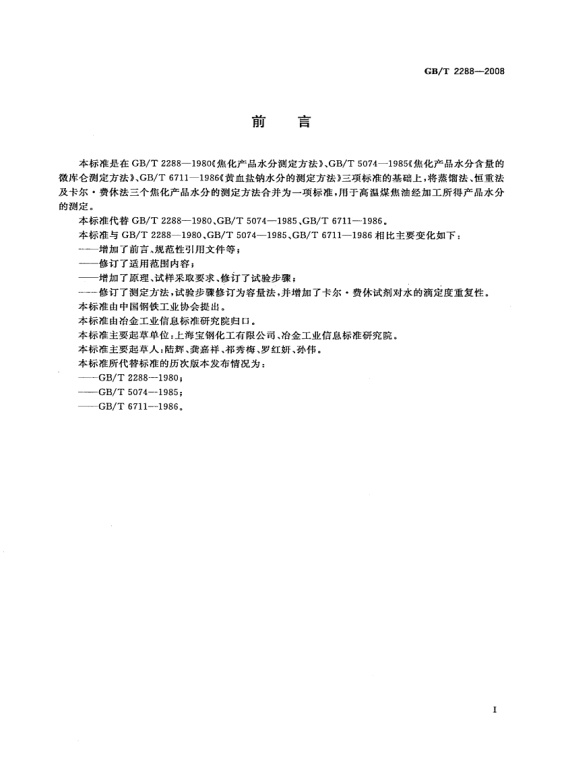 GB/T 2288—2008
前　　言
本标准是在 GB/T 2288—1980《焦化产品水分测定方法》、GB/T 5074—1985《焦化产品水分含量的
微库仑测定方法》、GB/T 6711—1986《黄血盐钠水分的测定方法》三项标准的基础上,将蒸馏法、恒重法
及卡尔·费休法三个焦化产品水分的测定方法合并为一项标准,用于高温煤焦油经加工所得产品水分
的测定。
本标准代替 GB/T 2288—1980、GB/T 5074—1985、GB/T 6711—1986。
本标准与 GB/T 2288—1980、GB/T 5074—1985、GB/T 6711—1986 相比主要变化如下:
——增加了前言、规范性引用文件等;
——修订了适用范围内容;
——增加了原理、试样采取要求、修订了试验步骤;
——修订了测定方法,试验步骤修订为容量法,并增加了卡尔·费休试剂对水的滴定度重复性。
本标准由中国钢铁工业协会提出。
本标准由冶金工业信息标准研究院归口。
本标准主要起草单位:上海宝钢化工有限公司、冶金工业信息标准研究院。
本标准主要起草人:陆辉、龚嘉祥、祁秀梅、罗红妍、孙伟。
本标准所代替标准的历次版本发布情况为:
——GB/T 2288—1980;
——GB/T 5074—1985;
——GB/T 6711—1986。
I